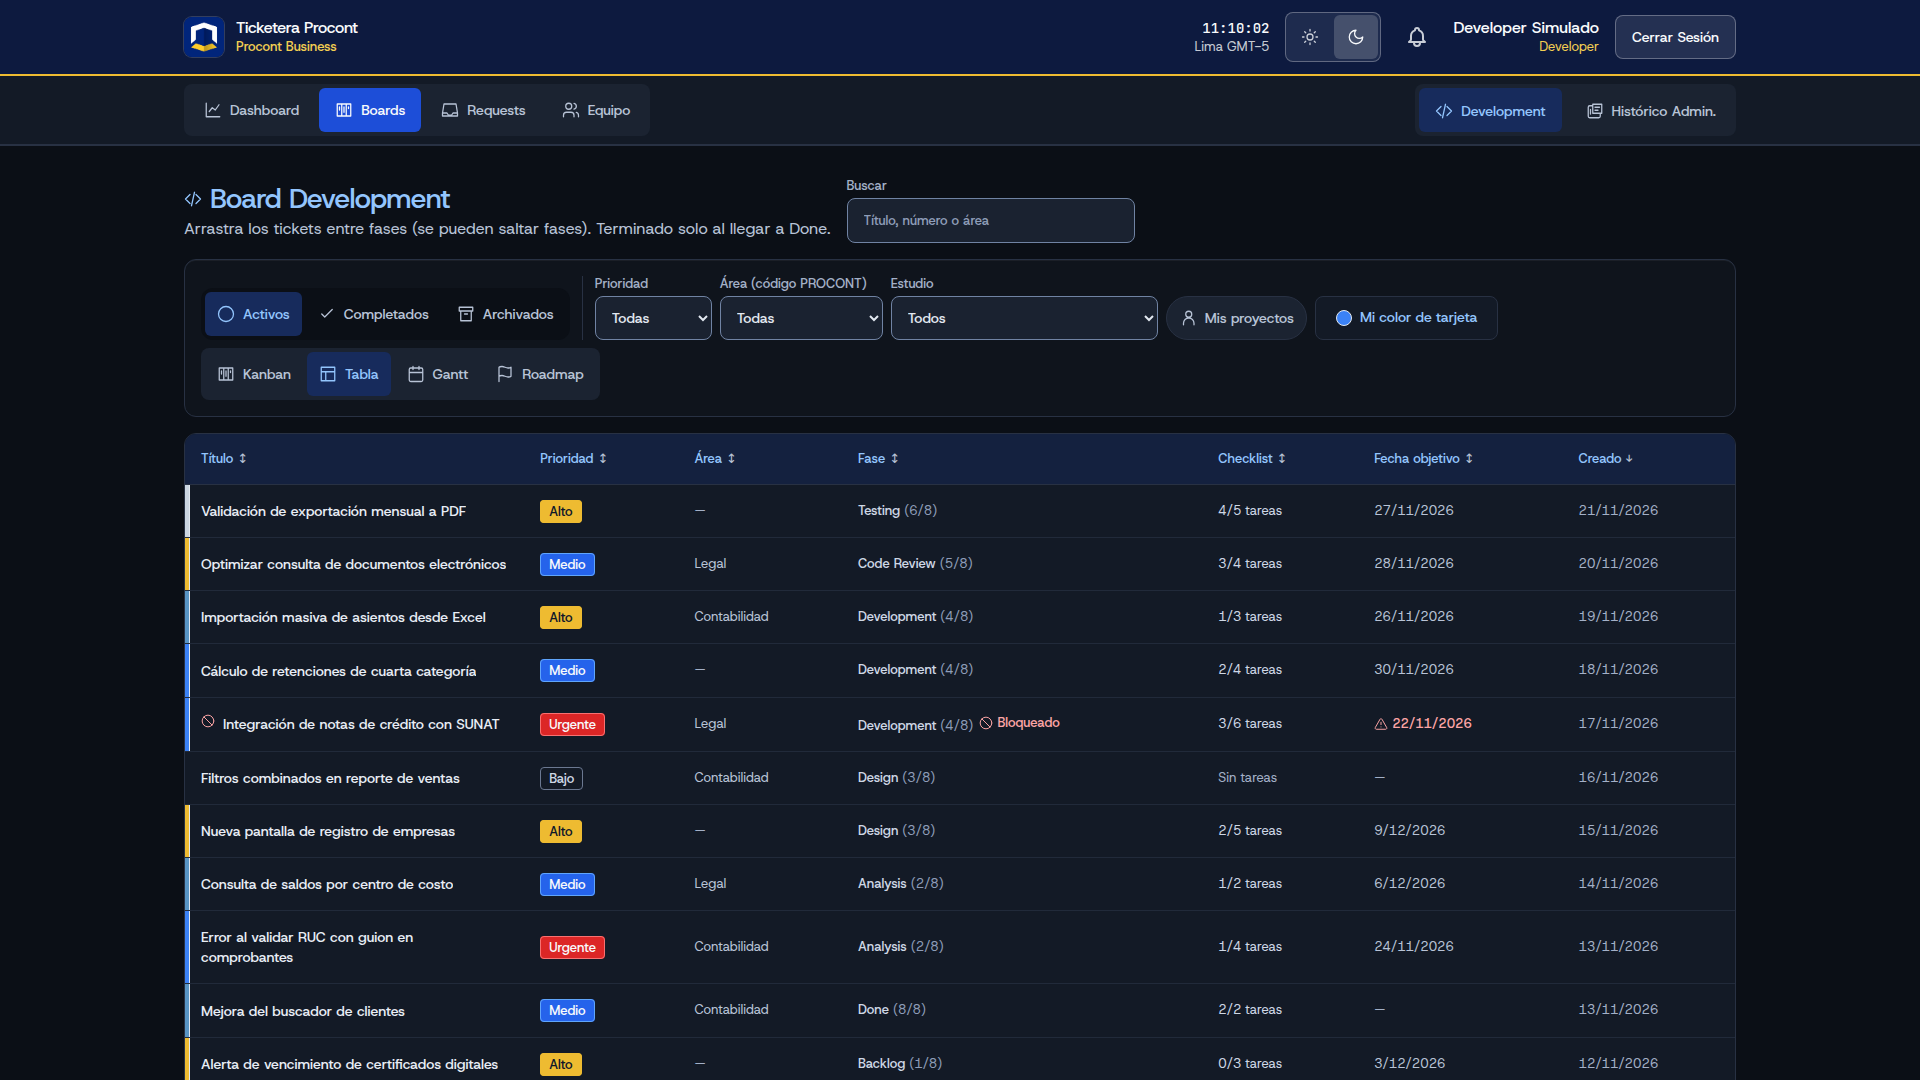 Ticketera Procont
Procont Business
11:10:02
Lima GMT-5
Developer Simulado
Developer
Cerrar Sesión
Dashboard
Boards
Requests
Equipo
Development
Histórico Admin.
Board Development
Arrastra los tickets entre fases (se pueden saltar fases). Terminado solo al llegar a Done.
Buscar
Título, número o área
Activos
Completados
Archivados
Prioridad
Todas
Área (código PROCONT)
Todas
Estudio
Todos
Mis proyectos
Mi color de tarjeta
Kanban
Tabla
Gantt
Roadmap
Título ↕ Prioridad ↕ Área ↕ Fase ↕ Checklist ↕ Fecha objetivo ↕ Creado ↓
Validación de exportación mensual a PDF Alto — Testing (6/8) 4/5 tareas 27/11/2026 21/11/2026
Optimizar consulta de documentos electrónicos Medio Legal Code Review (5/8) 3/4 tareas 28/11/2026 20/11/2026
Importación masiva de asientos desde Excel Alto Contabilidad Development (4/8) 1/3 tareas 26/11/2026 19/11/2026
Cálculo de retenciones de cuarta categoría Medio — Development (4/8) 2/4 tareas 30/11/2026 18/11/2026
Integración de notas de crédito con SUNAT Urgente Legal Development (4/8) Bloqueado 3/6 tareas 22/11/2026 17/11/2026
Filtros combinados en reporte de ventas Bajo Contabilidad Design (3/8) Sin tareas — 16/11/2026
Nueva pantalla de registro de empresas Alto — Design (3/8) 2/5 tareas 9/12/2026 15/11/2026
Consulta de saldos por centro de costo Medio Legal Analysis (2/8) 1/2 tareas 6/12/2026 14/11/2026
Error al validar RUC con guion en
comprobantes Urgente Contabilidad Analysis (2/8) 1/4 tareas 24/11/2026 13/11/2026
Mejora del buscador de clientes Medio Contabilidad Done (8/8) 2/2 tareas — 13/11/2026
Alerta de vencimiento de certificados digitales Alto — Backlog (1/8) 0/3 tareas 3/12/2026 12/11/2026